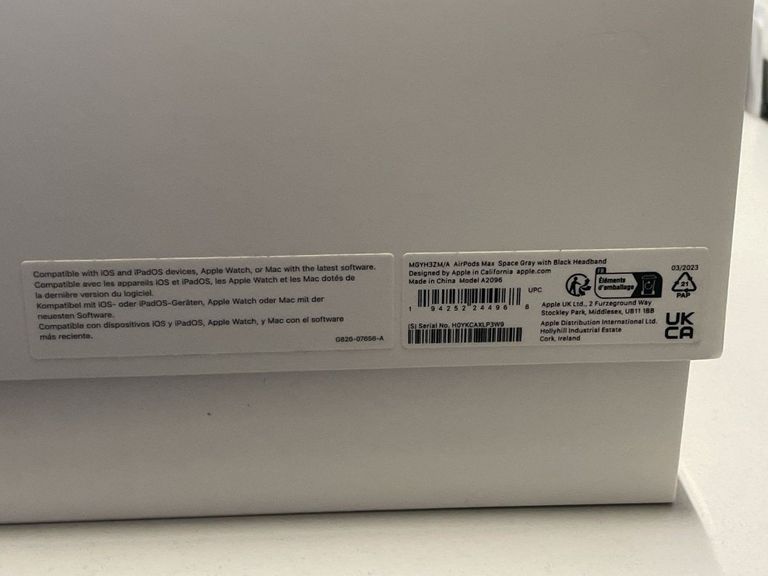 Compatible with iOS and iPadOS devices, Apple Watch, or Mac with the latest software.
Compatible avec les appareils iOS et iPadOS, les Apple Watch et les Mac dotés de
la dernière version du logiciel.
Kompatibel mit iOS- oder iPadOS-Geräten, Apple Watch oder Mac mit der
neuesten Software.
Compatible con dispositivos iOS y iPadOS, Apple Watch, y Mac con el software
más reciente.
G626-07656-A
MGYH3ZM/A AirPods Max Space Gray with Black Headband
Designed by Apple in California apple.com
Made in China Model A2096
UPC
1 94252 24496 6
(S) Serial No. H0YKCAXLP3W9
FR
Éléments
d'emballage
03/2023
21
PAP
Apple UK Ltd., 2 Furzeground Way
Stockley Park, Middlesex, UB11 1BB
Apple Distribution International Ltd.
Hollyhill Industrial Estate
Cork, Ireland
UK
CA